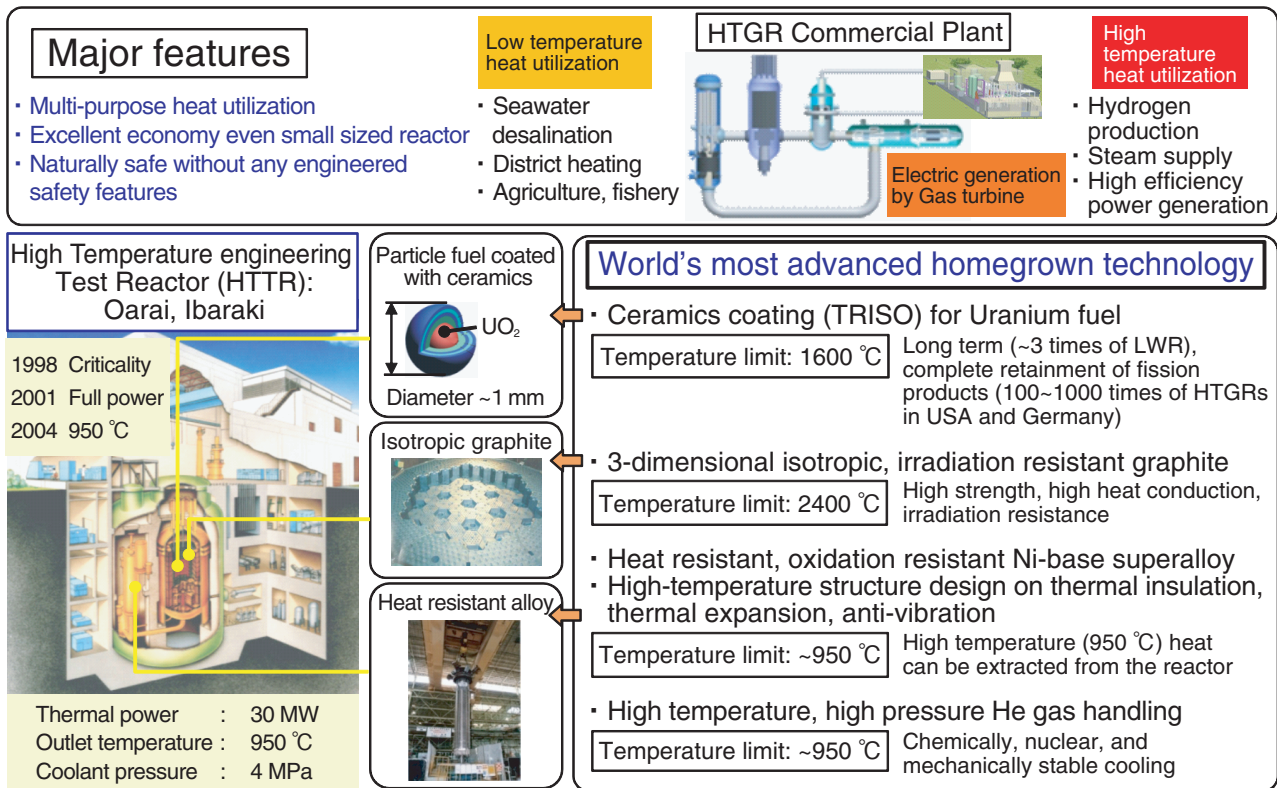 Major features
· Multi-purpose heat utilization
· Excellent economy even small sized reactor
· Naturally safe without any engineered
safety features
Low temperature
heat utilization
· Seawater
desalination
· District heating
· Agriculture, fishery
HTGR Commercial Plant
Electric generation
by Gas turbine
High
temperature
heat utilization
· Hydrogen
production
· Steam supply
· High efficiency
power generation
High Temperature engineering
Test Reactor (HTTR):
Oarai, Ibaraki
1998 Criticality
2001 Full power
2004 950 ℃
Thermal power : 30 MW
Outlet temperature : 950 ℃
Coolant pressure : 4 MPa
Particle fuel coated
with ceramics
UO₂
Diameter ~1 mm
Isotropic graphite
Heat resistant alloy
World's most advanced homegrown technology
· Ceramics coating (TRISO) for Uranium fuel
Temperature limit: 1600 ℃
Long term (~3 times of LWR),
complete retainment of fission
products (100~1000 times of HTGRs
in USA and Germany)
· 3-dimensional isotropic, irradiation resistant graphite
Temperature limit: 2400 ℃
High strength, high heat conduction,
irradiation resistance
· Heat resistant, oxidation resistant Ni-base superalloy
· High-temperature structure design on thermal insulation,
thermal expansion, anti-vibration
Temperature limit: ~950 ℃
High temperature (950 ℃) heat
can be extracted from the reactor
· High temperature, high pressure He gas handling
Temperature limit: ~950 ℃
Chemically, nuclear, and
mechanically stable cooling